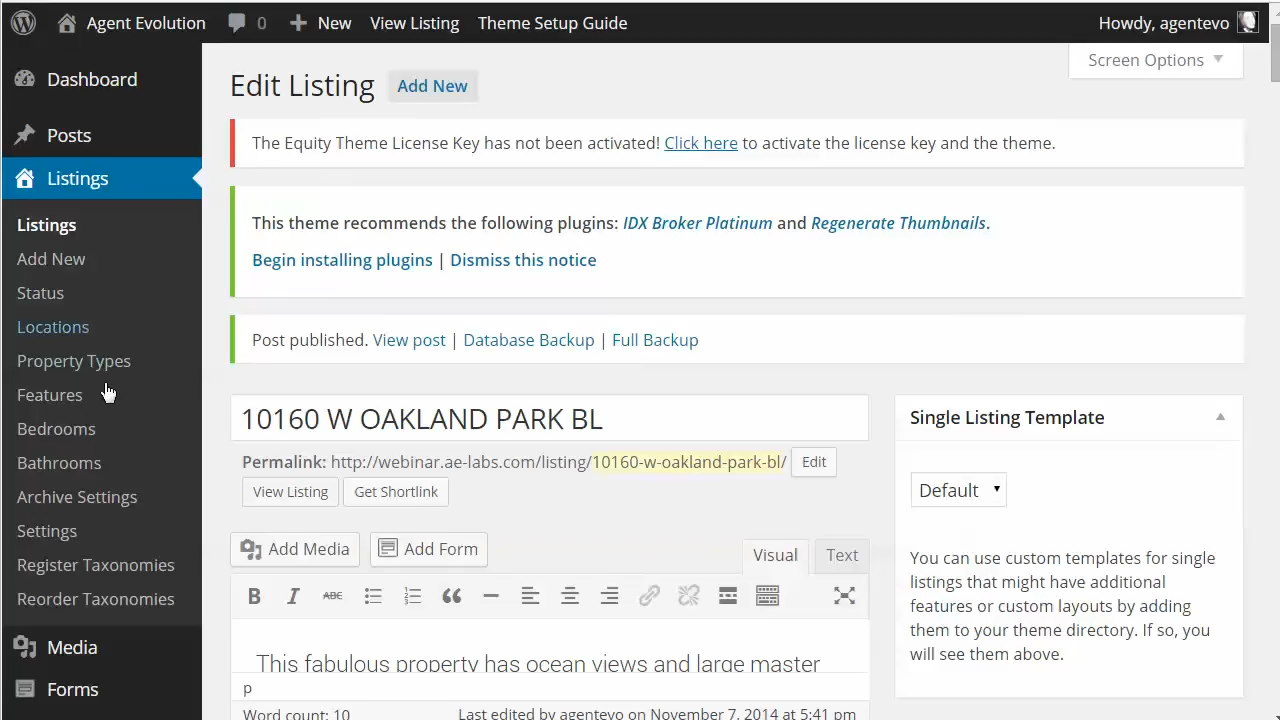 Agent Evolution 0 New View Listing Theme Setup Guide Howdy, agentevo
Screen Options
Dashboard
Posts
Listings
Listings
Add New
Status
Locations
Property Types
Features
Bedrooms
Bathrooms
Archive Settings
Settings
Register Taxonomies
Reorder Taxonomies
Media
Forms
Edit Listing Add New
The Equity Theme License Key has not been activated! Click here to activate the license key and the theme.
This theme recommends the following plugins: IDX Broker Platinum and Regenerate Thumbnails.
Begin installing plugins | Dismiss this notice
Post published. View post | Database Backup | Full Backup
10160 W OAKLAND PARK BL
Permalink: http://webinar.ae-labs.com/listing/10160-w-oakland-park-bl/ Edit
View Listing Get Shortlink
Add Media Add Form Visual Text
B I ABC
This fabulous property has ocean views and large master
p
Word count: 10 Last edited by agentevo on November 7, 2014 at 5:41 pm
Single Listing Template
Default
You can use custom templates for single
listings that might have additional
features or custom layouts by adding
them to your theme directory. If so, you
will see them above.